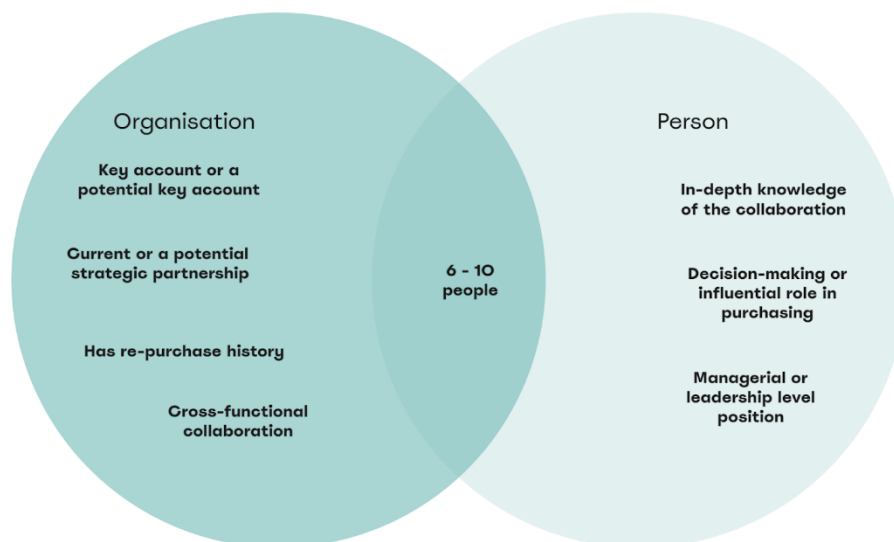 Organisation
Key account or a
potential key account
Current or a potential
strategic partnership
Has re-purchase history
Cross-functional
collaboration
6 - 10
people
Person
In-depth knowledge
of the collaboration
Decision-making or
influential role in
purchasing
Managerial or
leadership level
position